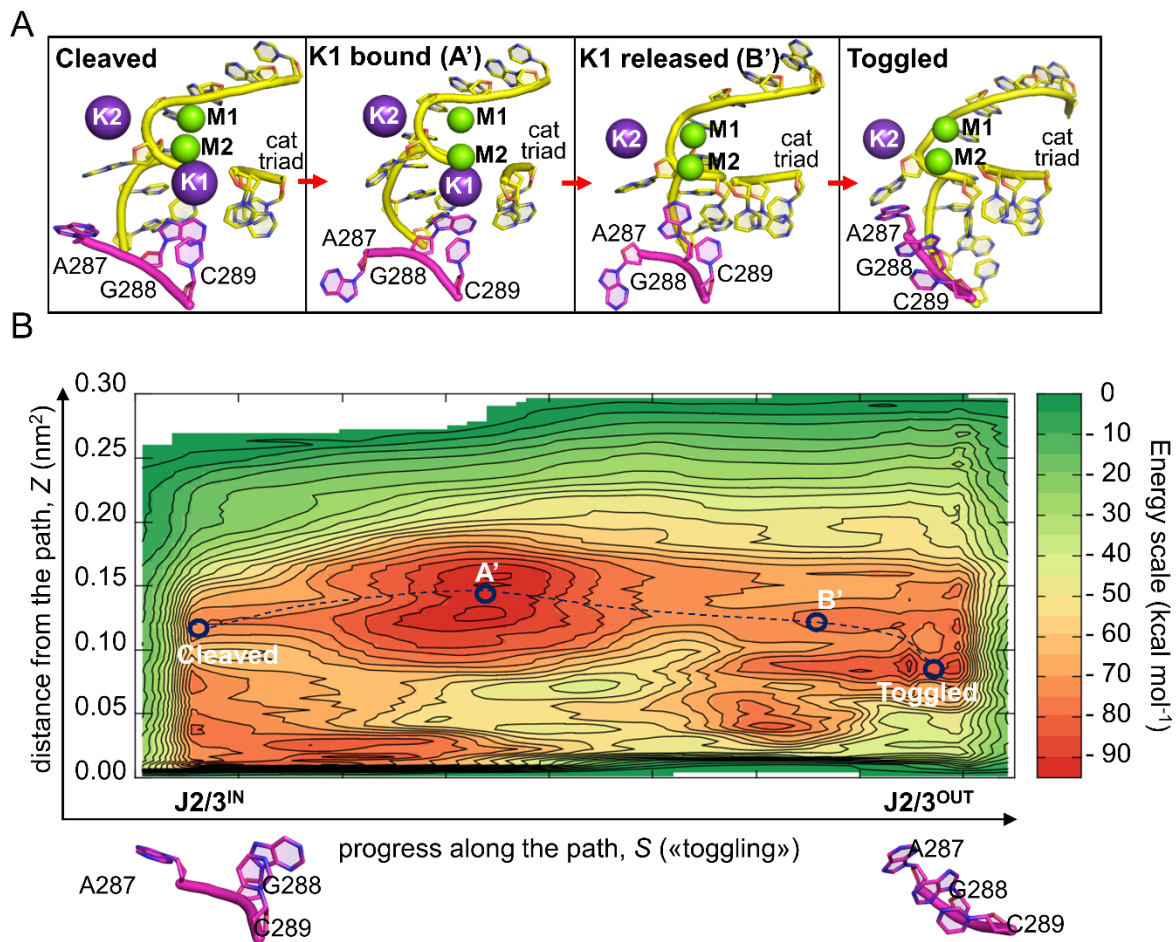 A
Cleaved
K2
M1
M2
K1
cat
triad
A287
G288
C289
K1 bound (A’)
K2
M1
M2
K1
cat
triad
A287
G288
C289
K1 released (B’)
K2
M1
M2
cat
triad
A287
G288
C289
Toggled
K2
M1
M2
cat
triad
A287
G288
C289
B
distance from the path, Z (nm²)
0.30
0.25
0.20
0.15
0.10
0.05
0.00
A’
B’
Cleaved
Toggled
0
- 10
- 20
- 30
- 40
- 50
- 60
- 70
- 80
- 90
Energy scale (kcal mol⁻¹)
J2/3ᴵᴺ
J2/3ᴼᵁᵀ
progress along the path, S («toggling»)
A287
G288
C289
A287
G288
C289